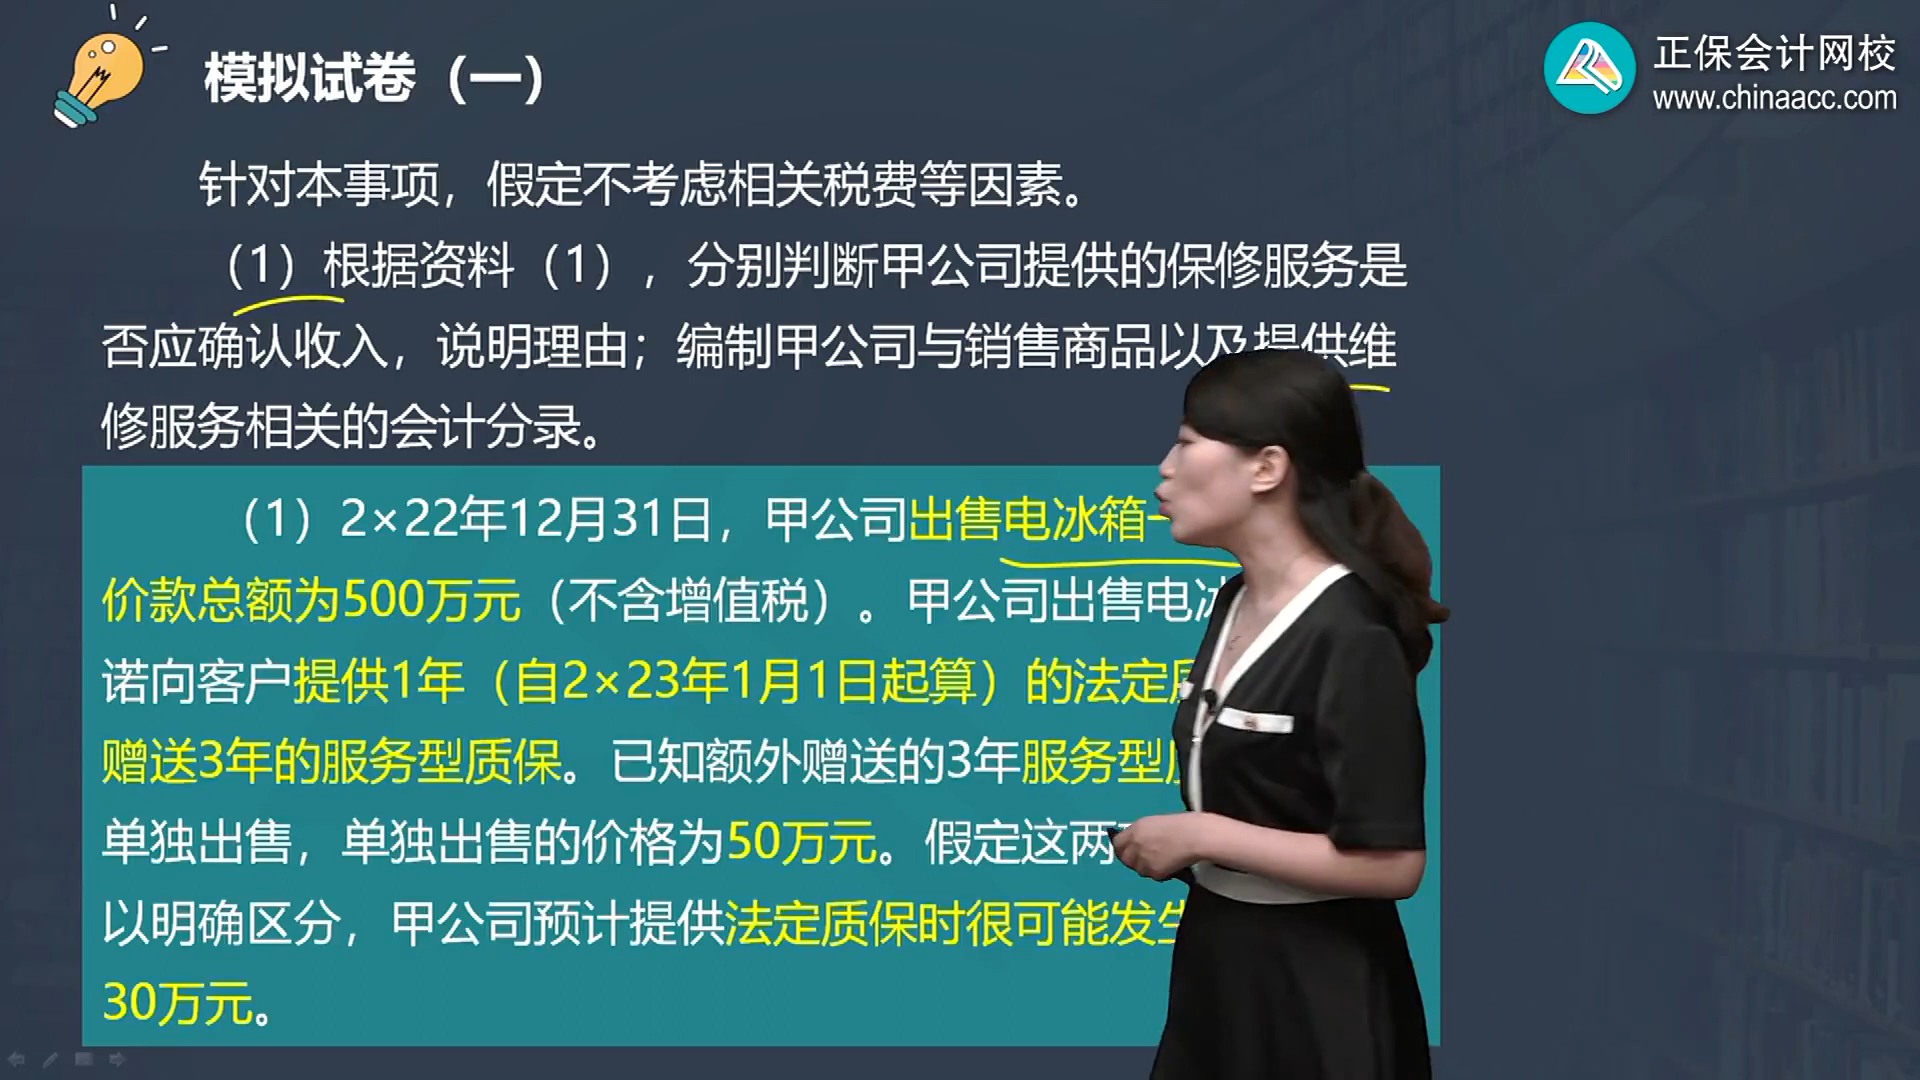 模拟试卷（一）
正保会计网校
www.chinaacc.com
针对本事项，假定不考虑相关税费等因素。
（1）根据资料（1），分别判断甲公司提供的保修服务是
否应确认收入，说明理由；编制甲公司与销售商品以及提供维
修服务相关的会计分录。
（1）2×22年12月31日，甲公司出售电冰箱一
价款总额为500万元（不含增值税）。甲公司出售电冰
诺向客户提供1年（自2×23年1月1日起算）的法定质
赠送3年的服务型质保。已知额外赠送的3年服务型质
单独出售，单独出售的价格为50万元。假定这两
以明确区分，甲公司预计提供法定质保时很可能发生
30万元。